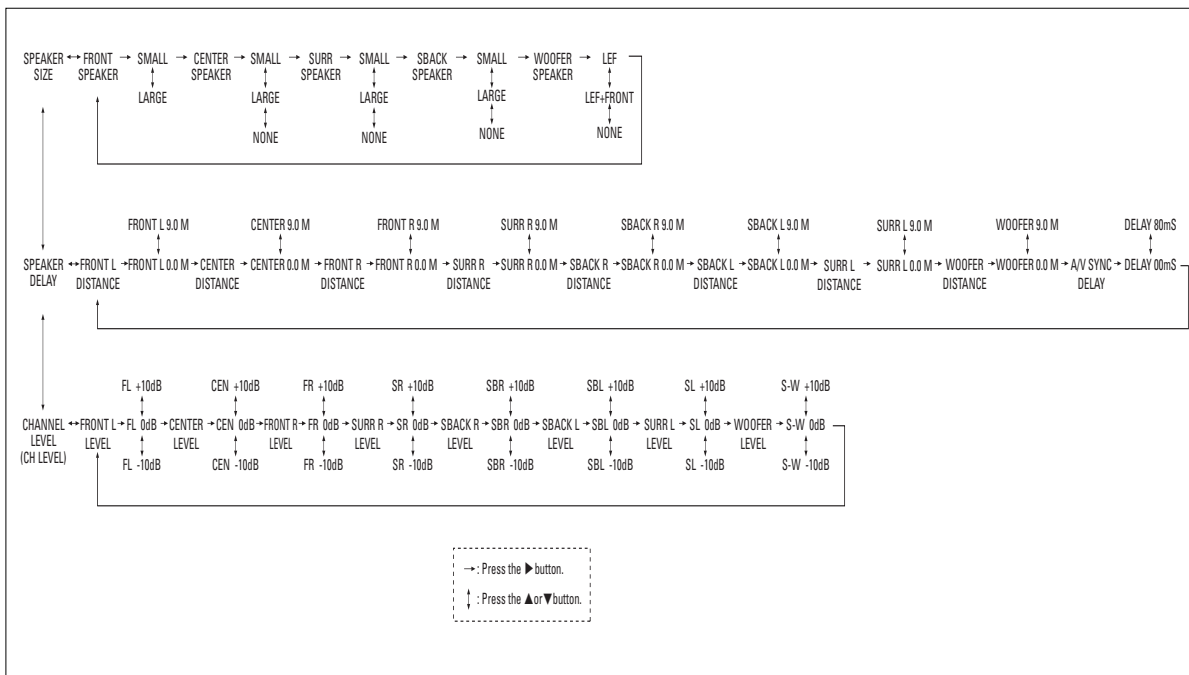 SPEAKER SIZE ↔ FRONT SPEAKER → SMALL → CENTER SPEAKER → SMALL → SURR SPEAKER → SMALL → SBACK SPEAKER → SMALL → WOOFER SPEAKER → LEF
LARGE LARGE LARGE LARGE LEF+FRONT
NONE NONE NONE NONE
FRONT L 9.0 M CENTER 9.0 M FRONT R 9.0 M SURR R 9.0 M SBACK R 9.0 M SBACK L 9.0 M SURR L 9.0 M WOOFER 9.0 M DELAY 80mS
SPEAKER DELAY ↔ FRONT L DISTANCE → FRONT L 0.0 M → CENTER DISTANCE → CENTER 0.0 M → FRONT R DISTANCE → FRONT R 0.0 M → SURR R DISTANCE → SURR R 0.0 M → SBACK R DISTANCE → SBACK R 0.0 M → SBACK L DISTANCE → SBACK L 0.0 M → SURR L DISTANCE → SURR L 0.0 M → WOOFER DISTANCE → WOOFER 0.0 M → A/V SYNC DELAY → DELAY 00mS
FL +10dB CEN +10dB FR +10dB SR +10dB SBR +10dB SBL +10dB SL +10dB S-W +10dB
CHANNEL LEVEL (CH LEVEL) ↔ FRONT L LEVEL → FL 0dB → CENTER LEVEL → CEN 0dB → FRONT R LEVEL → FR 0dB → SURR R LEVEL → SR 0dB → SBACK R LEVEL → SBR 0dB → SBACK L LEVEL → SBL 0dB → SURR L LEVEL → SL 0dB → WOOFER LEVEL → S-W 0dB
FL -10dB CEN -10dB FR -10dB SR -10dB SBR -10dB SBL -10dB SL -10dB S-W -10dB
→ : Press the ▶ button.
↕ : Press the ▲ or ▼ button.